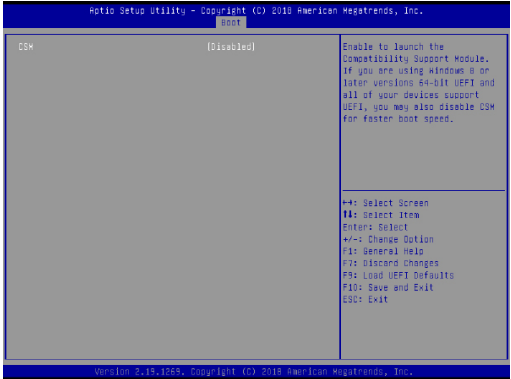 Aptio Setup Utility - Copyright (C) 2018 American Megatrends, Inc.
Boot
CSM [Disabled]
Enable to launch the
Compatibility Support Module.
If you are using Windows 8 or
later versions 64-bit UEFI and
all of your devices support
UEFI, you may also disable CSM
for faster boot speed.
↔: Select Screen
↑↓: Select Item
Enter: Select
+/-: Change Option
F1: General Help
F7: Discard Changes
F9: Load UEFI Defaults
F10: Save and Exit
ESC: Exit
Version 2.19.1269. Copyright (C) 2018 American Megatrends, Inc.